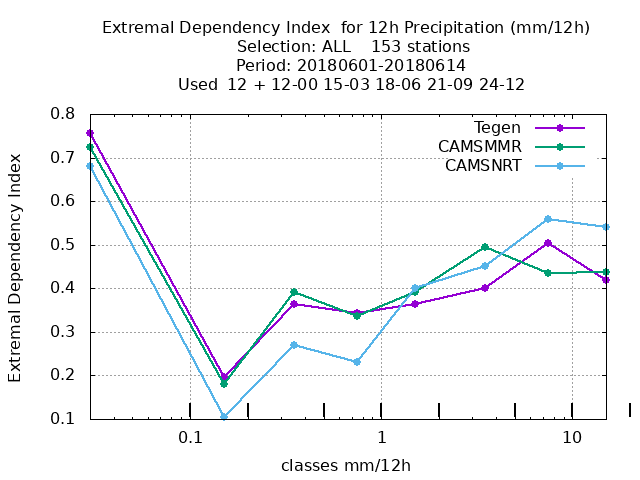 Extremal Dependency Index  for 12h Precipitation (mm/12h)
Selection: ALL    153 stations
Period: 20180601-20180614
Used  12 + 12-00 15-03 18-06 21-09 24-12
Tegen
CAMSMMR
CAMSNRT
0.8
0.7
0.6
0.5
0.4
0.3
0.2
0.1
Extremal Dependency Index
0.1
1
10
classes mm/12h